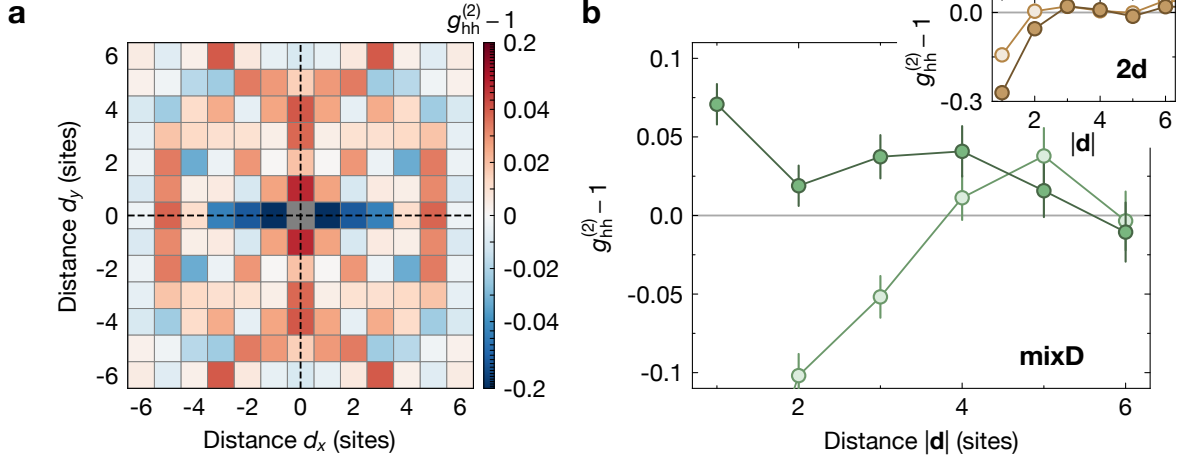 a
g(2)hh − 1
0.2
0.04
0.02
0
-0.02
-0.04
-0.2
6
4
2
0
-2
-4
-6
Distance dy (sites)
-6 -4 -2 0 2 4 6
Distance dx (sites)
b
0.1
0.05
0.0
-0.05
-0.1
g(2)hh − 1
2 4 6
Distance |d| (sites)
mixD
0.0
-0.3
g(2)hh − 1
2d
2 4 6
|d|